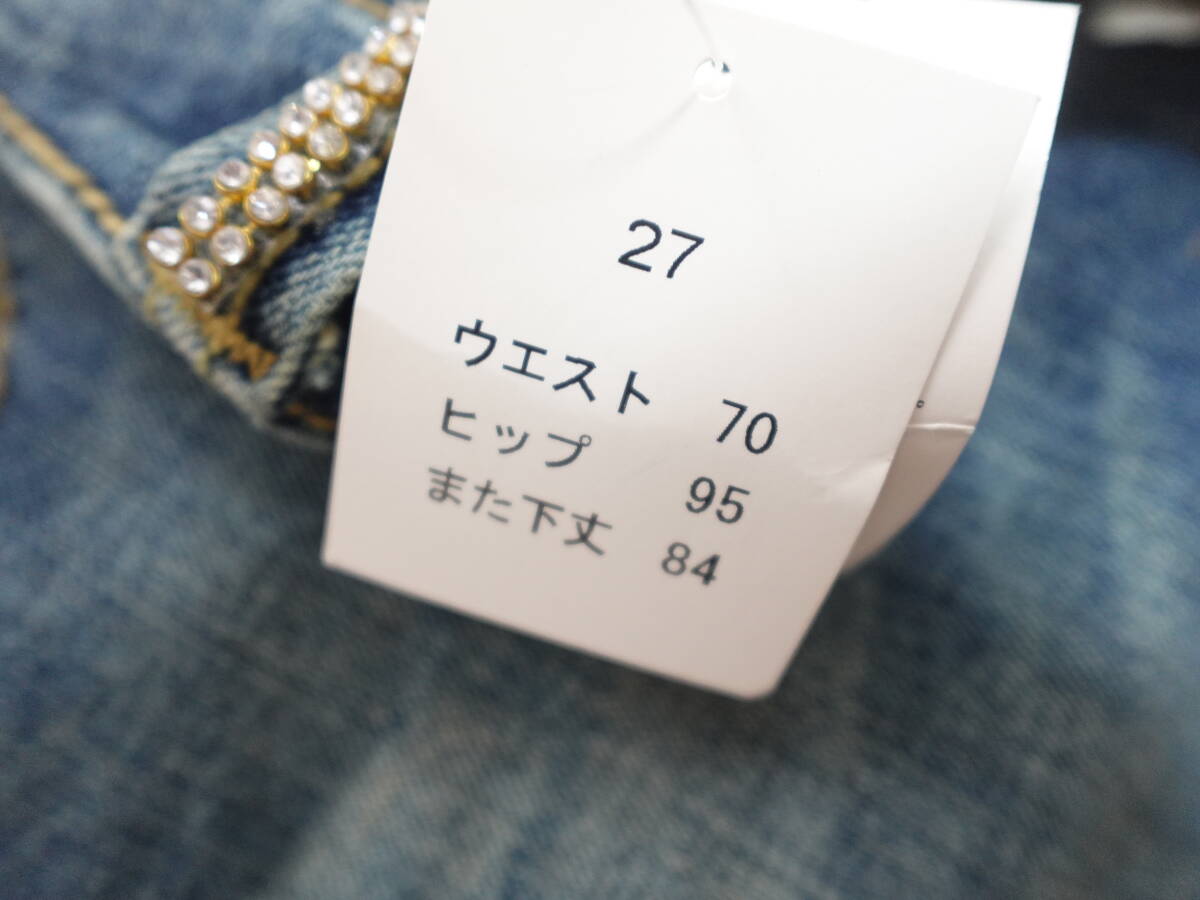 27
ウエスト 70
ヒップ 95
また下丈 84
。